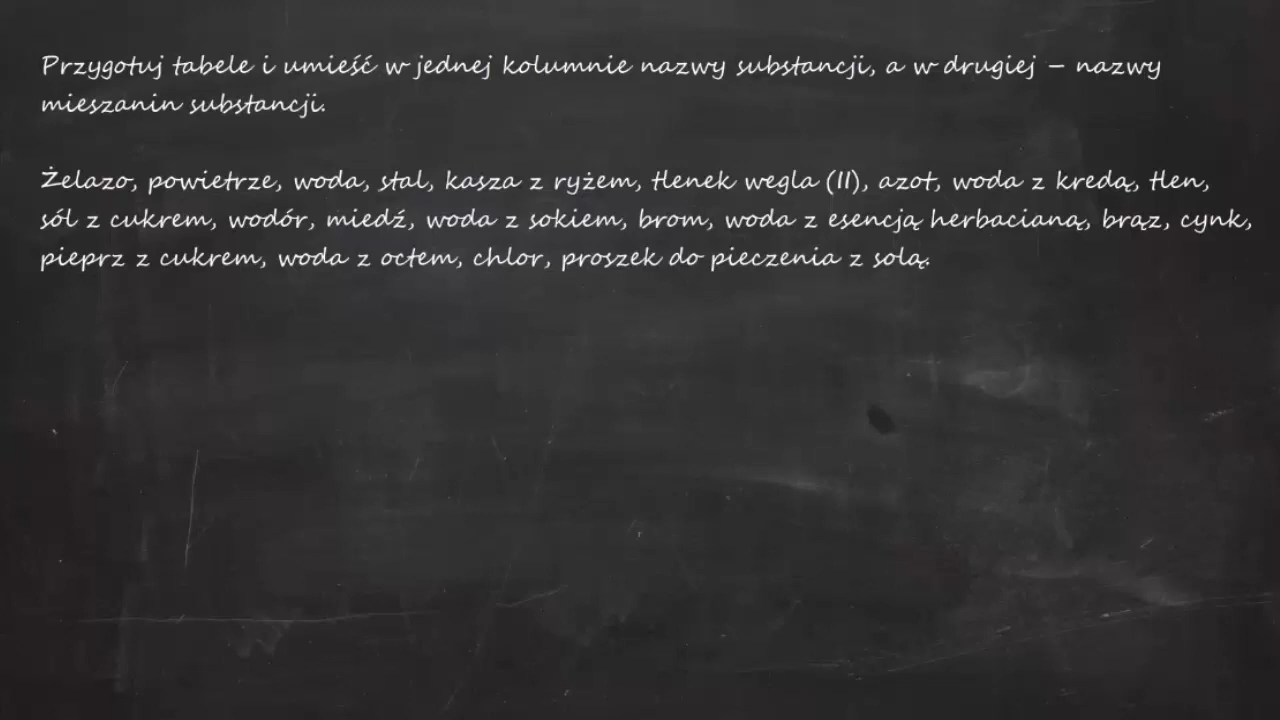 Przygotuj tabele i umieść w jednej kolumnie nazwy substancji, a w drugiej – nazwy
mieszanin substancji.
Żelazo, powietrze, woda, stal, kasza z ryżem, tlenek wegla (II), azot, woda z kredą, tlen,
sól z cukrem, wodór, miedź, woda z sokiem, brom, woda z esencją herbacianą, brąz, cynk,
pieprz z cukrem, woda z octem, chlor, proszek do pieczenia z solą.